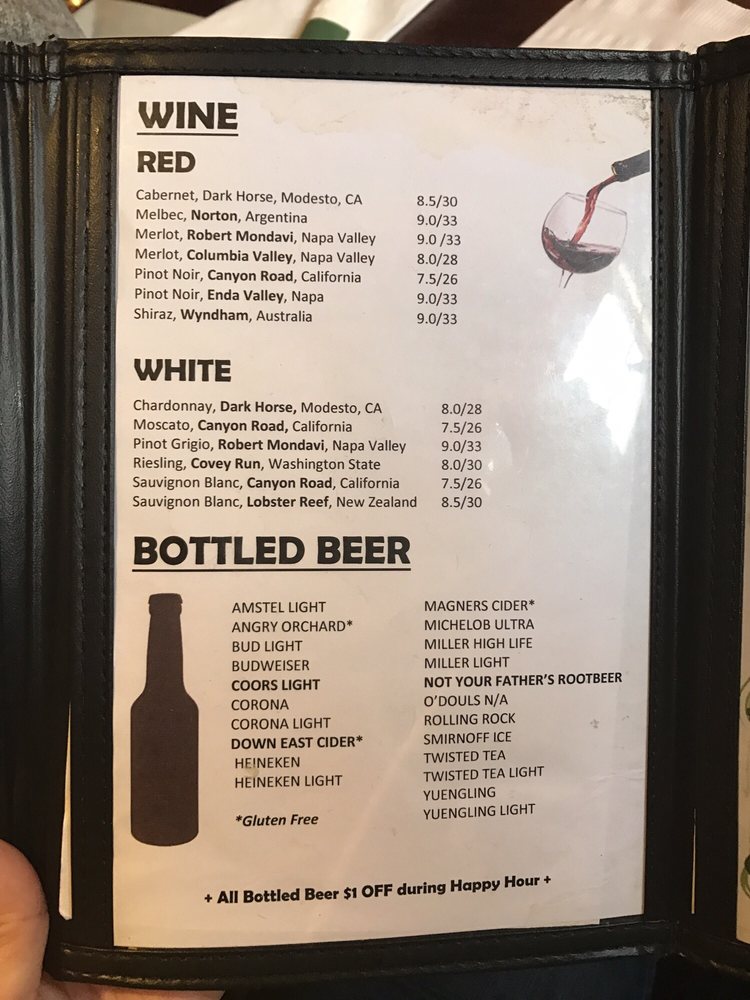 WINE
RED
Cabernet, Dark Horse, Modesto, CA 8.5/30
Melbec, Norton, Argentina 9.0/33
Merlot, Robert Mondavi, Napa Valley 9.0 /33
Merlot, Columbia Valley, Napa Valley 8.0/28
Pinot Noir, Canyon Road, California 7.5/26
Pinot Noir, Enda Valley, Napa 9.0/33
Shiraz, Wyndham, Australia 9.0/33
WHITE
Chardonnay, Dark Horse, Modesto, CA 8.0/28
Moscato, Canyon Road, California 7.5/26
Pinot Grigio, Robert Mondavi, Napa Valley 9.0/33
Riesling, Covey Run, Washington State 8.0/30
Sauvignon Blanc, Canyon Road, California 7.5/26
Sauvignon Blanc, Lobster Reef, New Zealand 8.5/30
BOTTLED BEER
AMSTEL LIGHT
ANGRY ORCHARD*
BUD LIGHT
BUDWEISER
COORS LIGHT
CORONA
CORONA LIGHT
DOWN EAST CIDER*
HEINEKEN
HEINEKEN LIGHT
*Gluten Free
MAGNERS CIDER*
MICHELOB ULTRA
MILLER HIGH LIFE
MILLER LIGHT
NOT YOUR FATHER'S ROOTBEER
O'DOULS N/A
ROLLING ROCK
SMIRNOFF ICE
TWISTED TEA
TWISTED TEA LIGHT
YUENGLING
YUENGLING LIGHT
+ All Bottled Beer $1 OFF during Happy Hour +